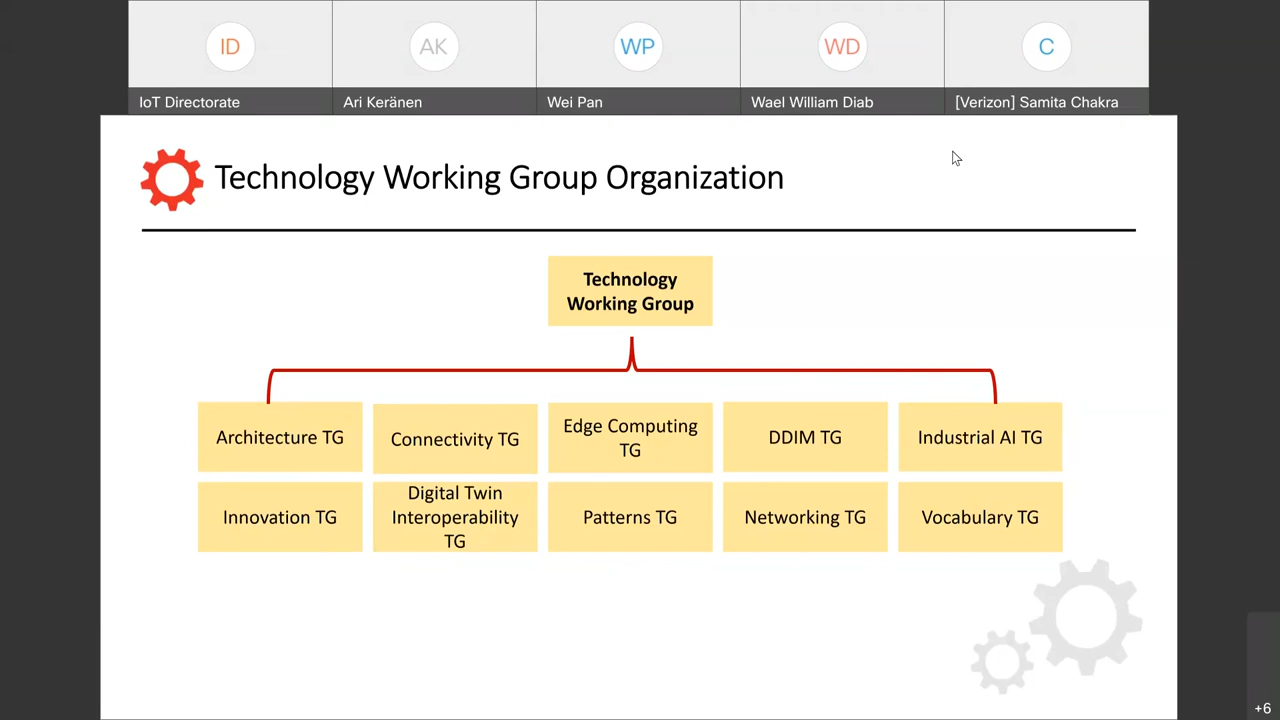 ID
AK
WP
WD
C
IoT Directorate
Ari Keränen
Wei Pan
Wael William Diab
[Verizon] Samita Chakra
Technology Working Group Organization
Technology
Working Group
Architecture TG
Connectivity TG
Edge Computing
TG
DDIM TG
Industrial AI TG
Innovation TG
Digital Twin
Interoperability
TG
Patterns TG
Networking TG
Vocabulary TG
+6